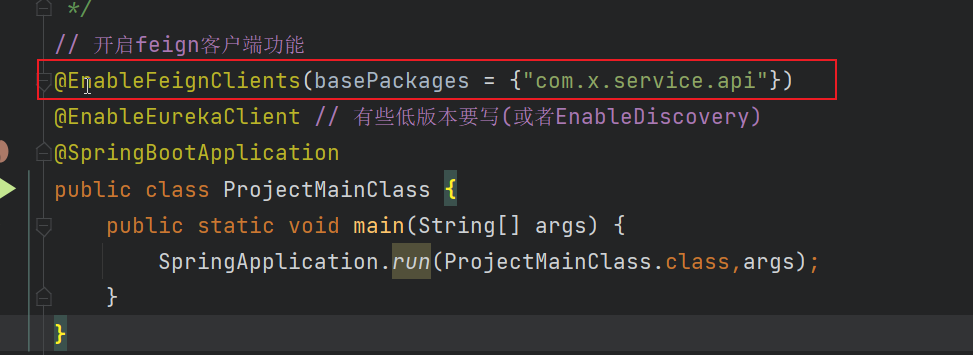 */
// 开启feign客户端功能
@EnableFeignClients(basePackages = {"com.x.service.api"})
@EnableEurekaClient // 有些低版本要写(或者EnableDiscovery)
@SpringBootApplication
public class ProjectMainClass {
public static void main(String[] args) {
SpringApplication.run(ProjectMainClass.class,args);
}
}